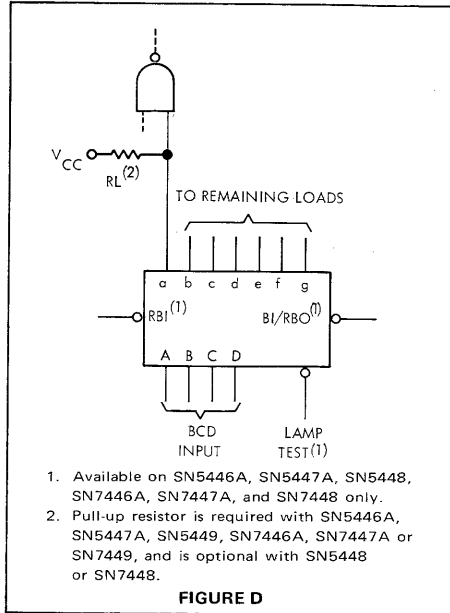 VCC
RL(2)
TO REMAINING LOADS
a b c d e f g
RBI(1)
BI/RBO(1)
A B C D
BCD
INPUT
LAMP
TEST(1)
1. Available on SN5446A, SN5447A, SN5448,
SN7446A, SN7447A, and SN7448 only.
2. Pull-up resistor is required with SN5446A,
SN5447A, SN5449, SN7446A, SN7447A or
SN7449, and is optional with SN5448
or SN7448.
FIGURE D